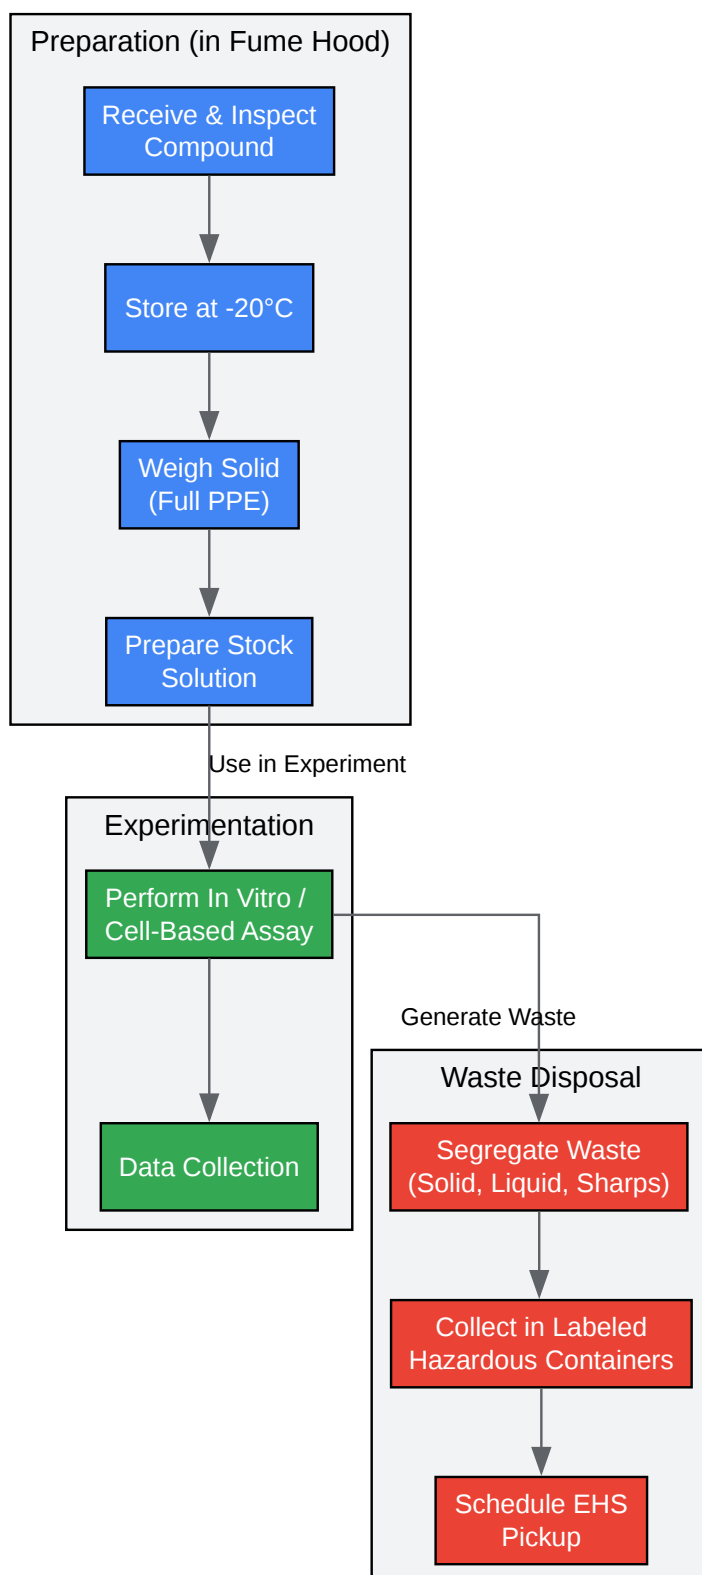 Preparation (in Fume Hood)
Receive & Inspect
Compound
Store at -20°C
Weigh Solid
(Full PPE)
Prepare Stock
Solution
Use in Experiment
Experimentation
Perform In Vitro /
Cell-Based Assay
Generate Waste
Data Collection
Waste Disposal
Segregate Waste
(Solid, Liquid, Sharps)
Collect in Labeled
Hazardous Containers
Schedule EHS
Pickup